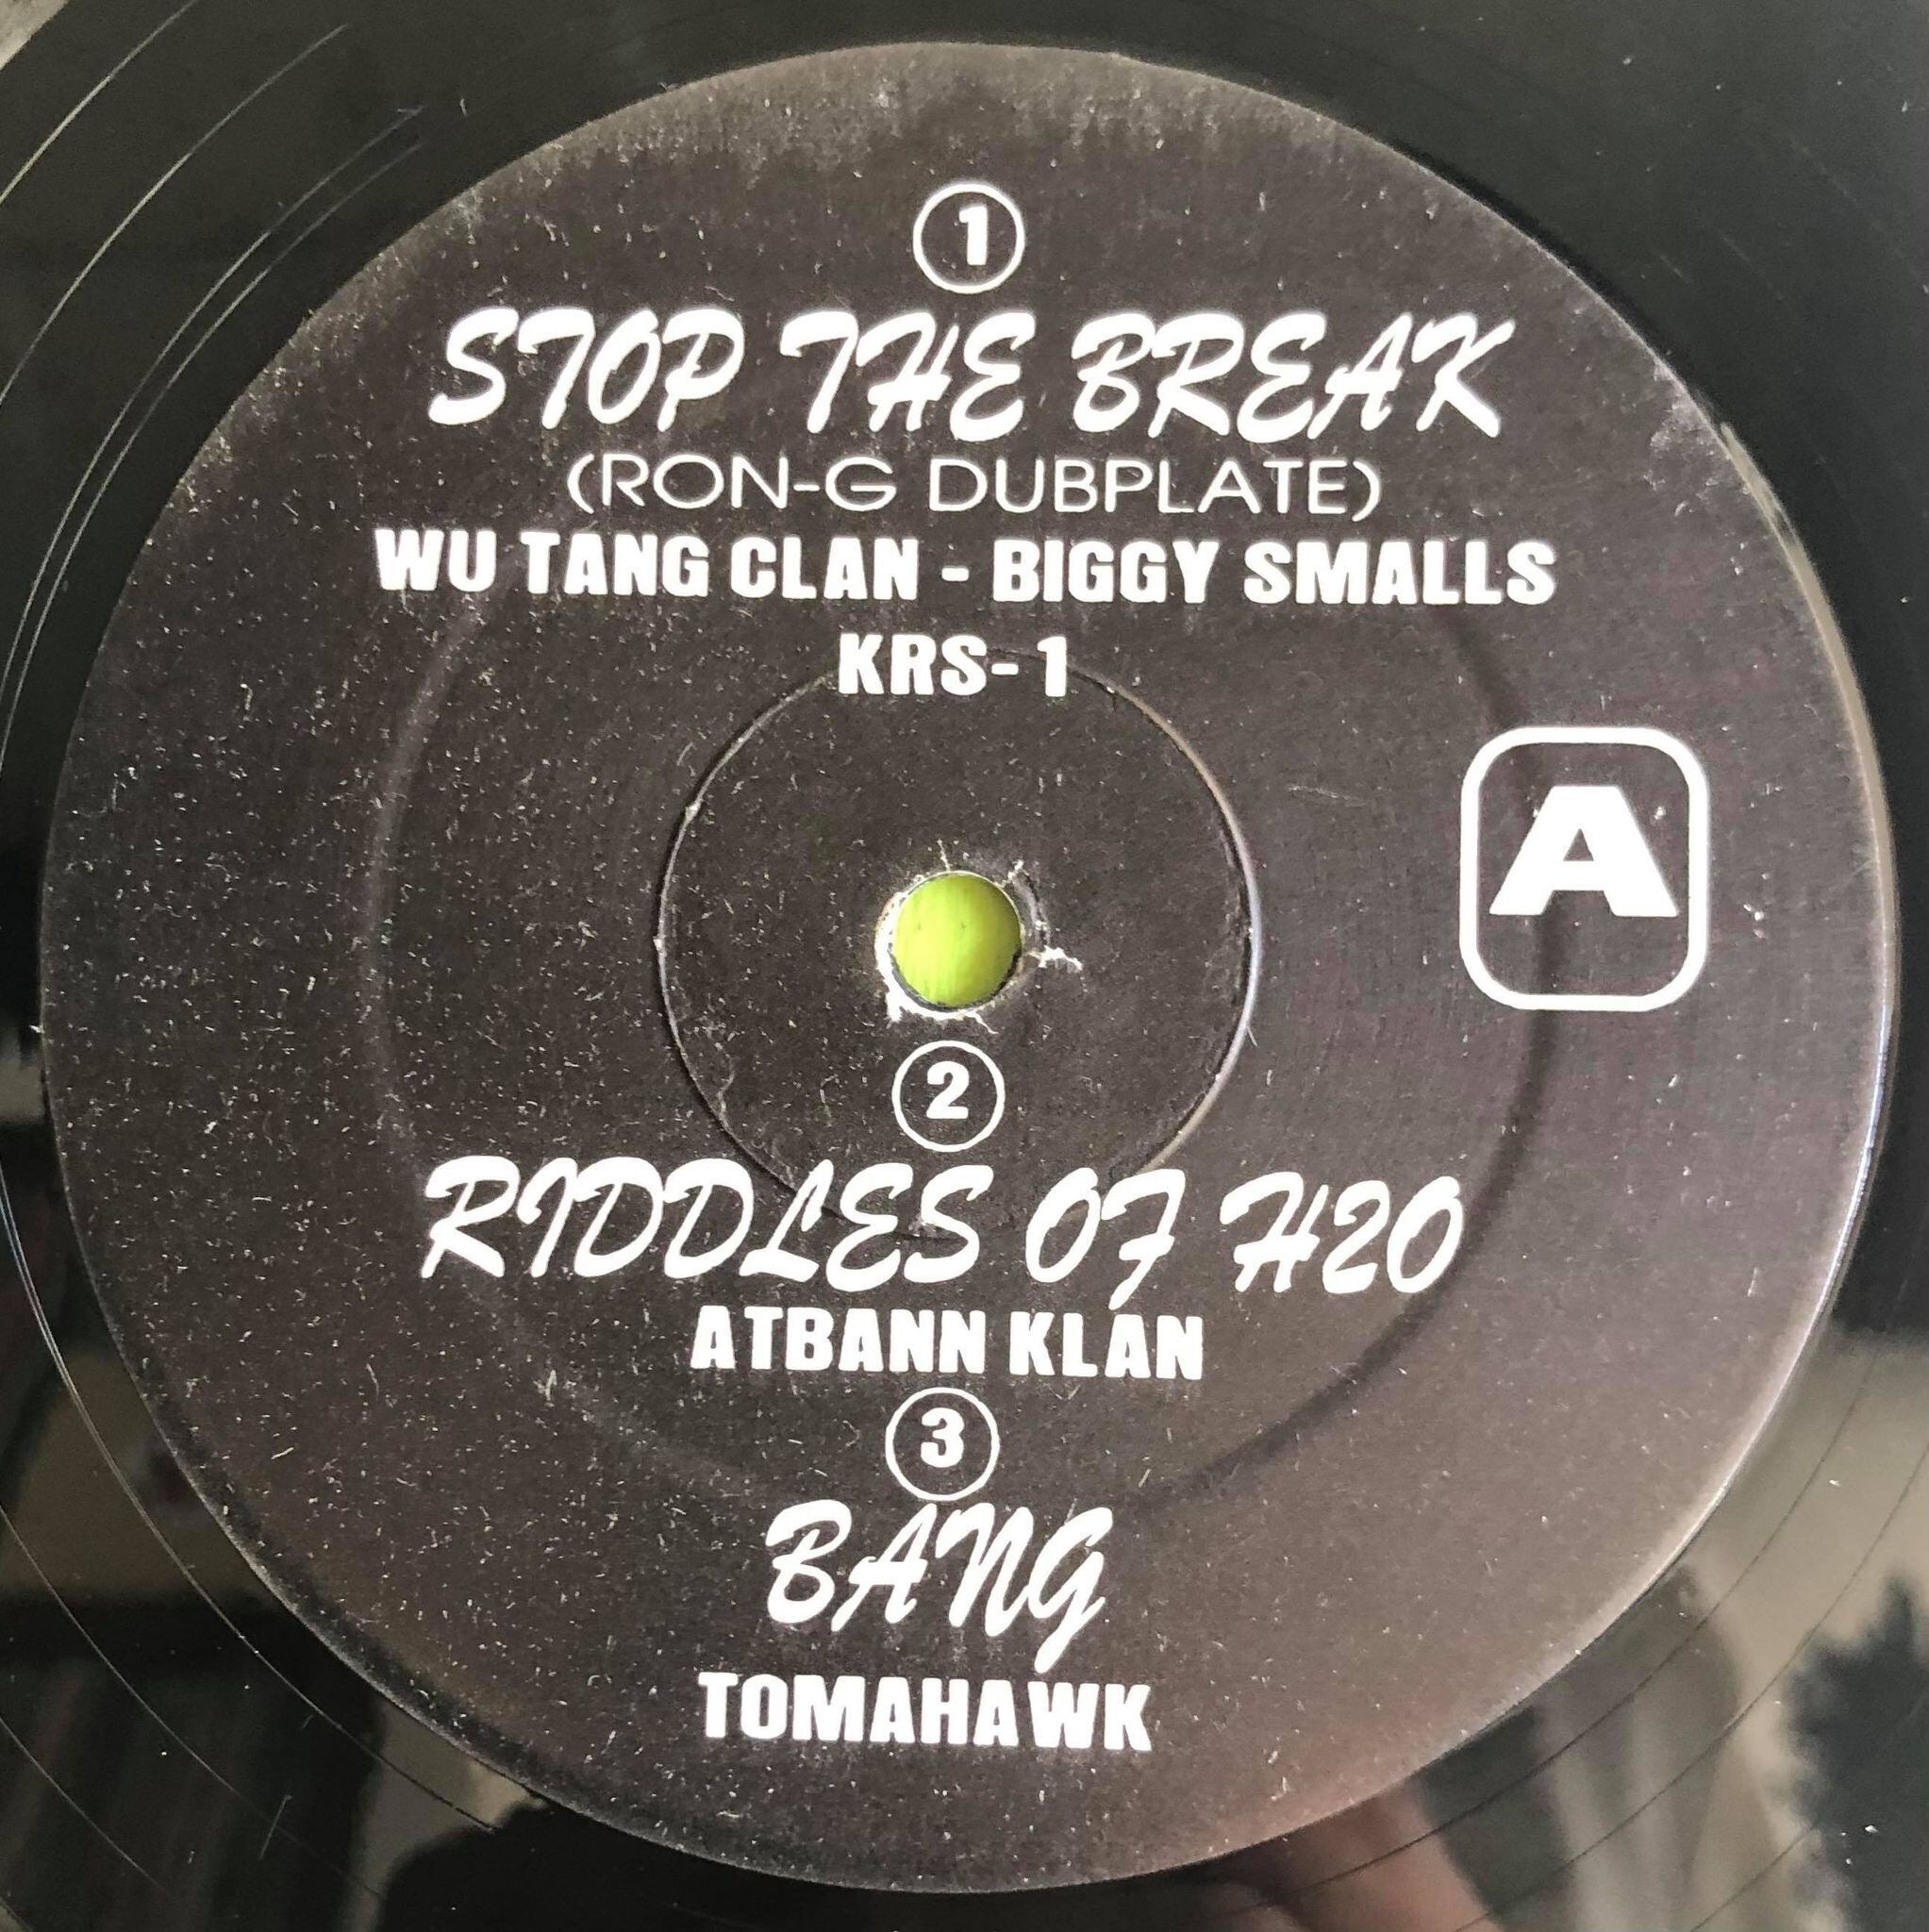 1
STOP THE BREAK
(RON-G DUBPLATE)
WU TANG CLAN - BIGGY SMALLS
KRS-1
A
2
RIDDLES OF H2O
ATBANN KLAN
3
BANG
TOMAHAWK